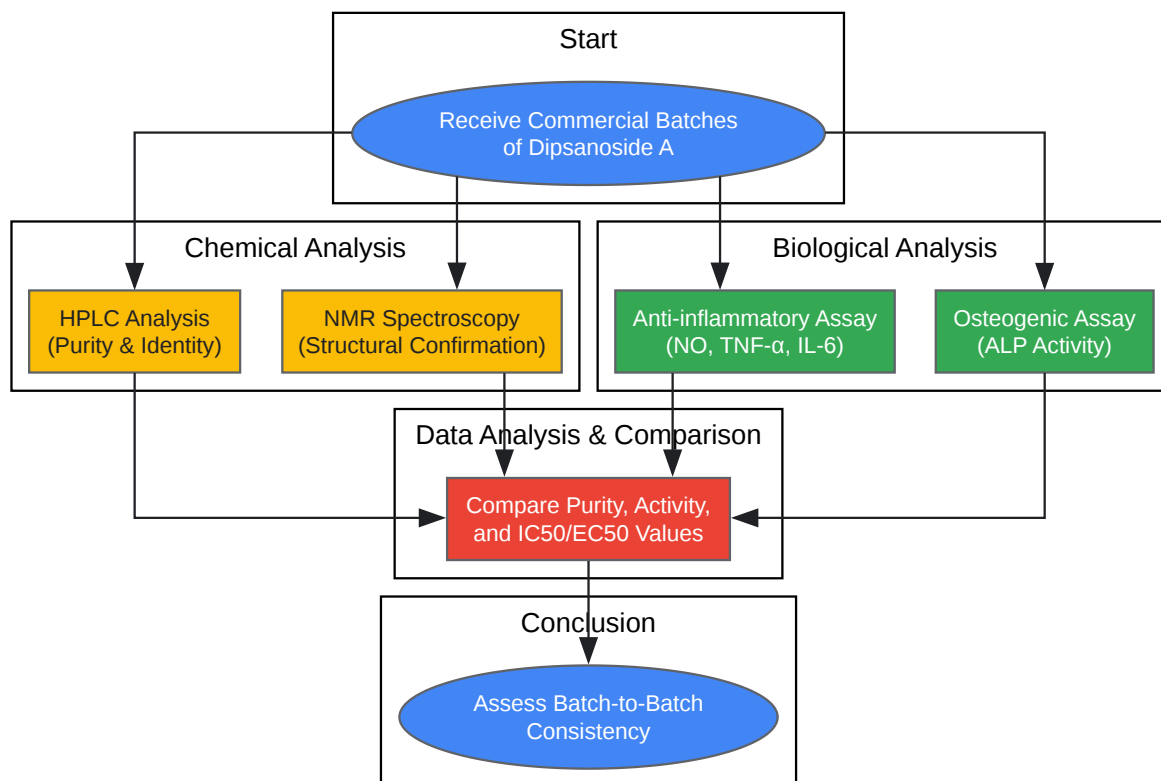 Start
Receive Commercial Batches
of Dipsanoside A
Chemical Analysis
Biological Analysis
HPLC Analysis
(Purity & Identity)
NMR Spectroscopy
(Structural Confirmation)
Anti-inflammatory Assay
(NO, TNF-α, IL-6)
Osteogenic Assay
(ALP Activity)
Data Analysis & Comparison
Compare Purity, Activity,
and IC50/EC50 Values
Conclusion
Assess Batch-to-Batch
Consistency